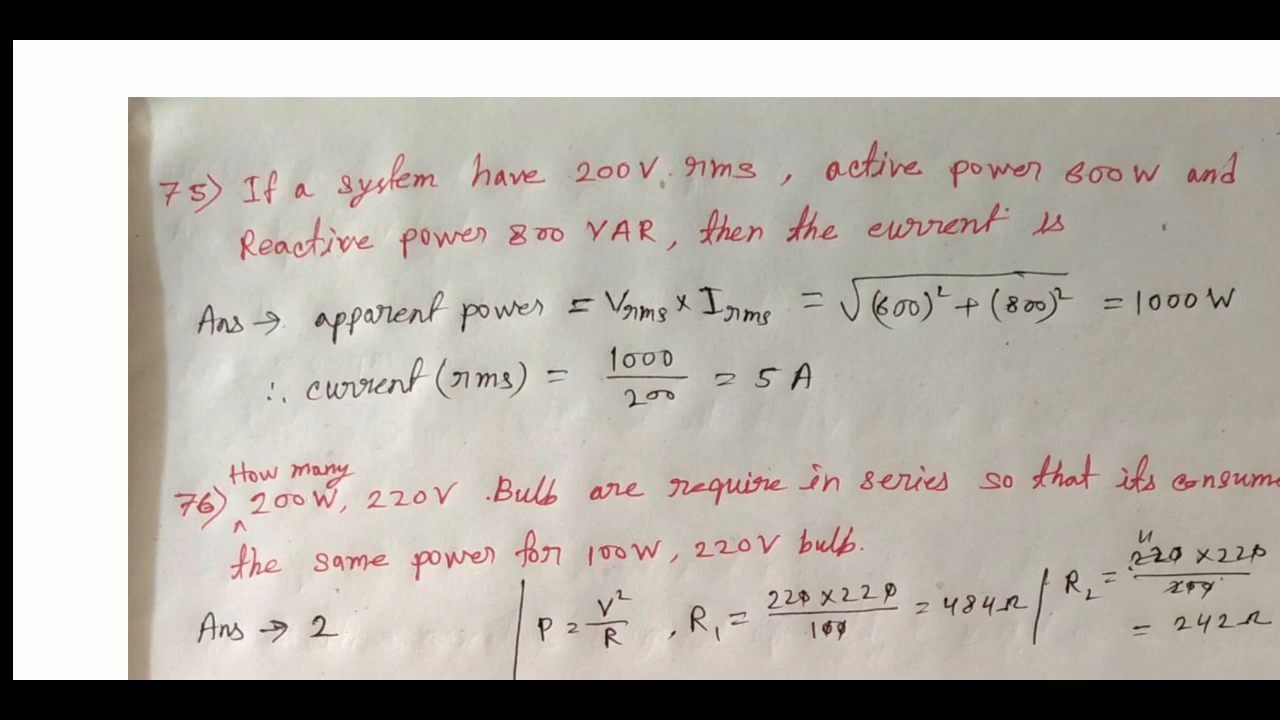 75) If a system have 200V rms, active power 600W and
Reactive power 800 VAR, then the current is
Ans → apparent power = Vrms × Irms = √(600)² + (800)² = 1000W
∴ current (rms) = 1000/200 = 5 A
How many
76) ^ 200W, 220V Bulb are require in series so that its consume
the same power for 100W, 220V bulb.
Ans → 2 | P = V²/R, R₁ = 220×220/100 = 484Ω | R₂ = 11 220×220/200
= 242Ω